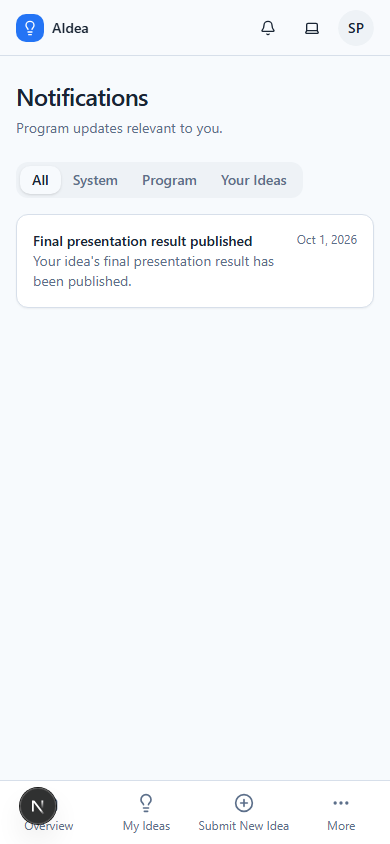 AIdea
SP
Notifications
Program updates relevant to you.
All
System
Program
Your Ideas
Final presentation result published
Oct 1, 2026
Your idea's final presentation result has
been published.
N
Overview
My Ideas
Submit New Idea
More